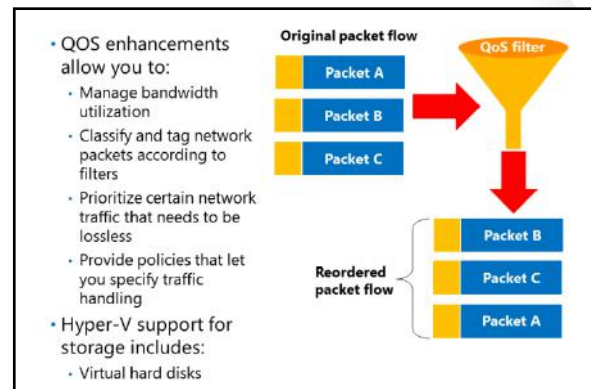 • QOS enhancements
allow you to:
• Manage bandwidth
utilization
• Classify and tag network
packets according to
filters
• Prioritize certain network
traffic that needs to be
lossless
• Provide policies that let
you specify traffic
handling
• Hyper-V support for
storage includes:
• Virtual hard disks
Original packet flow
Packet A
Packet B
Packet C
QoS filter
Reordered
packet flow
Packet B
Packet C
Packet A